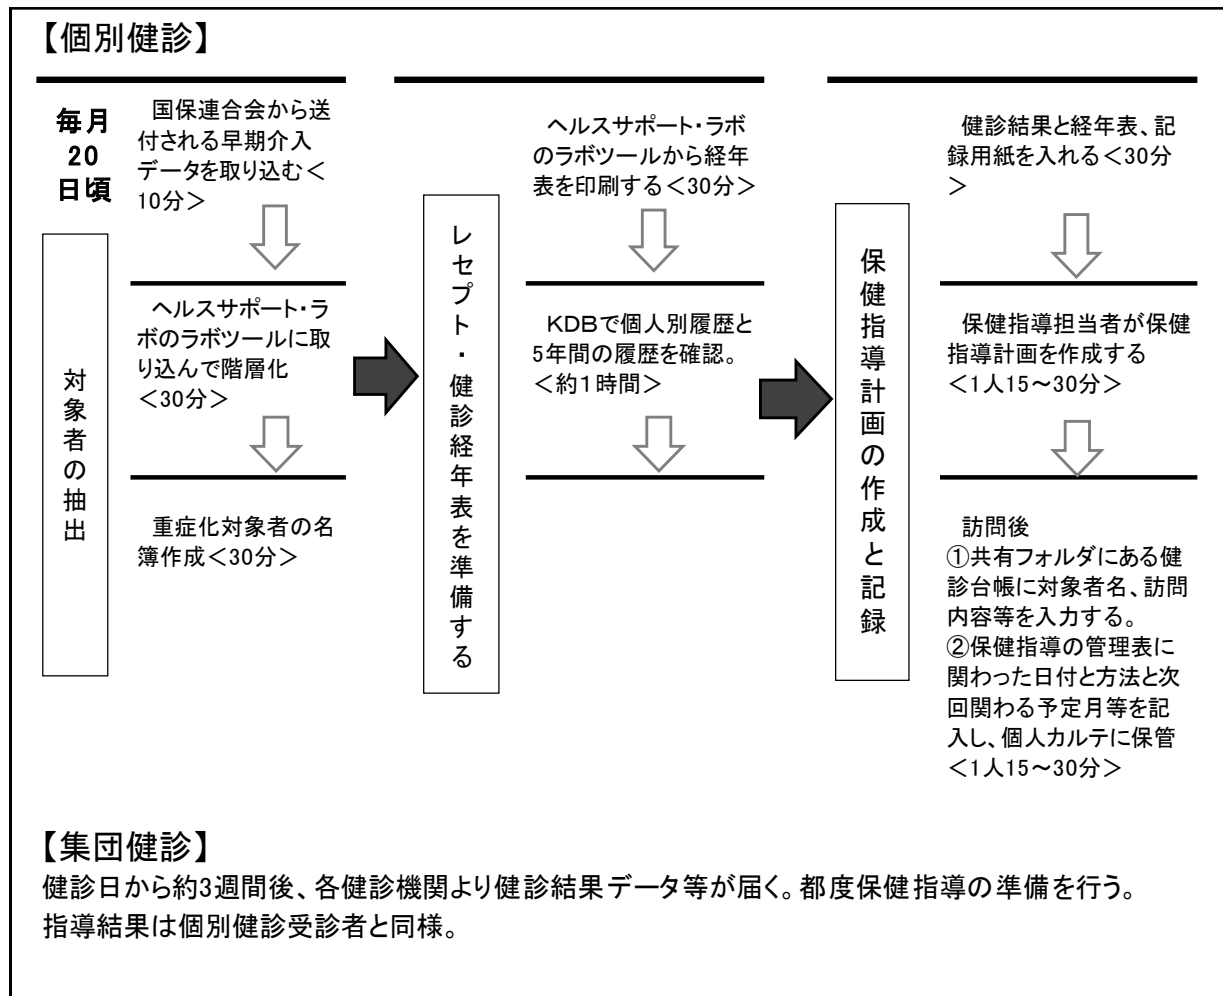 【個別健診】
毎月
20
日頃
対象者の抽出
国保連合会から送
付される早期介入
データを取り込む＜
10分＞
ヘルスサポート・ラ
ボのラボツールに取
り込んで階層化
＜30分＞
重症化対象者の名
簿作成＜30分＞
レセプト・健診経年表を準備する
ヘルスサポート・ラボ
のラボツールから経年
表を印刷する＜30分＞
KDBで個人別履歴と
5年間の履歴を確認。
＜約1時間＞
保健指導計画の作成と記録
健診結果と経年表、記
録用紙を入れる＜30分
＞
保健指導担当者が保健
指導計画を作成する
＜1人15～30分＞
訪問後
①共有フォルダにある健
診台帳に対象者名、訪問
内容等を入力する。
②保健指導の管理表に
関わった日付と方法と次
回関わる予定月等を記
入し、個人カルテに保管
＜1人15～30分＞
【集団健診】
健診日から約3週間後、各健診機関より健診結果データ等が届く。都度保健指導の準備を行う。
指導結果は個別健診受診者と同様。